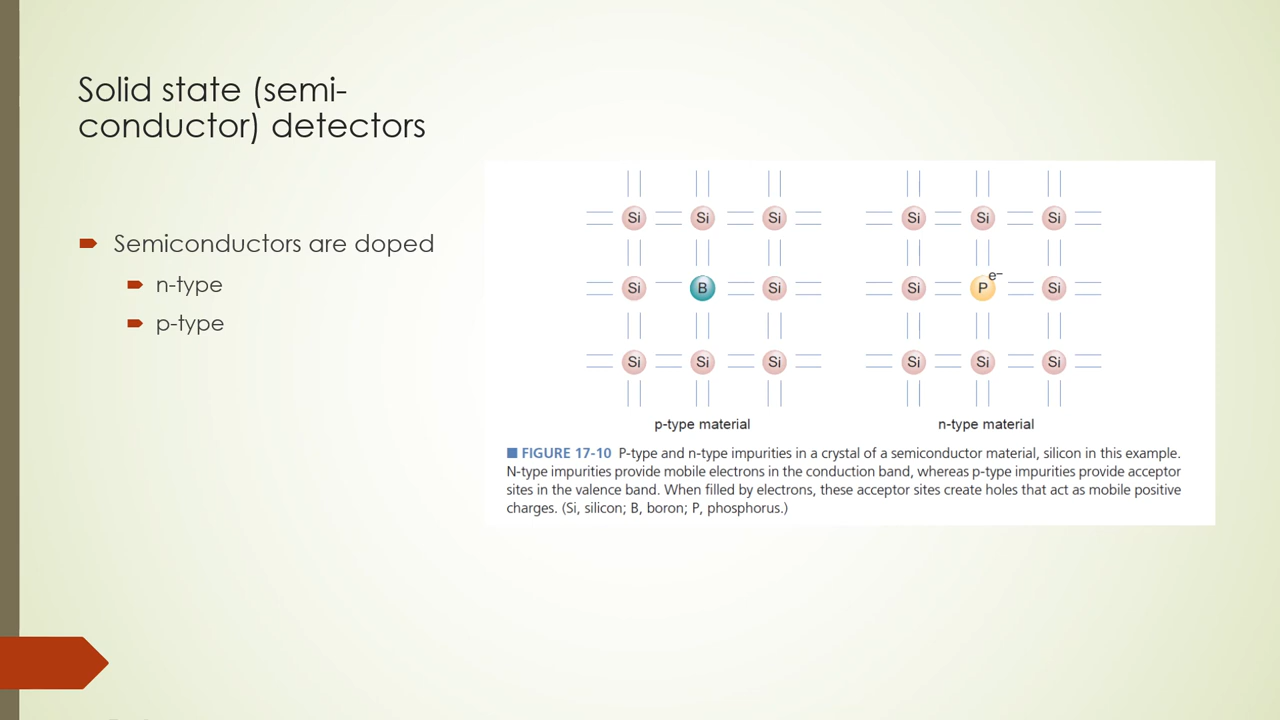 Solid state (semi-
conductor) detectors
Semiconductors are doped
n-type
p-type
Si Si Si
Si B Si
Si Si Si
p-type material
Si Si Si
Si P e– Si
Si Si Si
n-type material
FIGURE 17-10 P-type and n-type impurities in a crystal of a semiconductor material, silicon in this example.
N-type impurities provide mobile electrons in the conduction band, whereas p-type impurities provide acceptor
sites in the valence band. When filled by electrons, these acceptor sites create holes that act as mobile positive
charges. (Si, silicon; B, boron; P, phosphorus.)